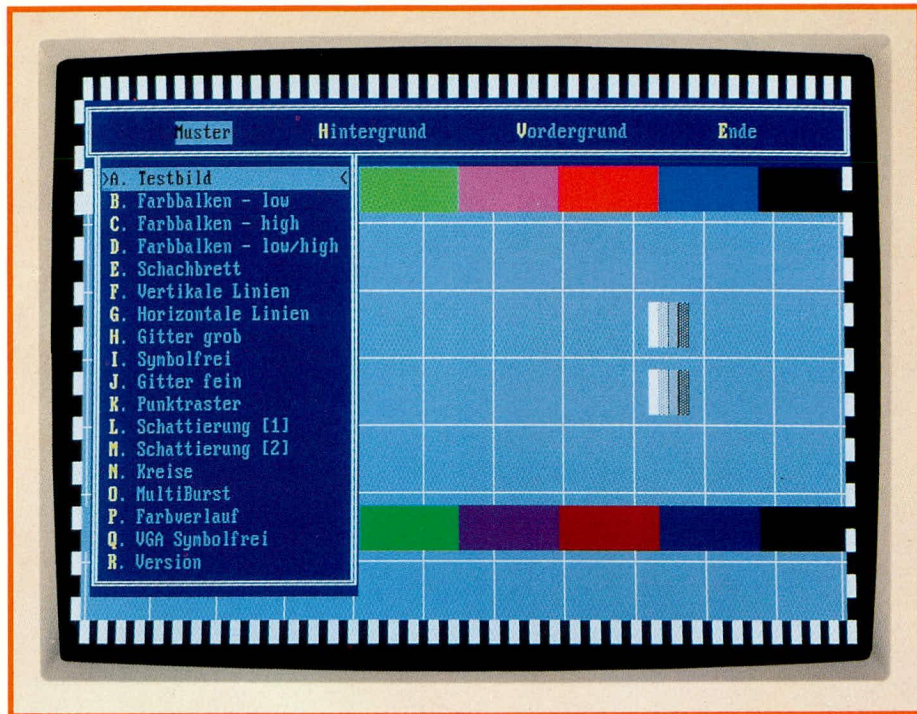 Muster Hintergrund Vordergrund Ende
>A. Testbild <
B. Farbbalken - low
C. Farbbalken - high
D. Farbbalken - low/high
E. Schachbrett
F. Vertikale Linien
G. Horizontale Linien
H. Gitter grob
I. Symbolfrei
J. Gitter fein
K. Punktraster
L. Schattierung [1]
M. Schattierung [2]
N. Kreise
O. MultiBurst
P. Farbverlauf
Q. VGA Symbolfrei
R. Version